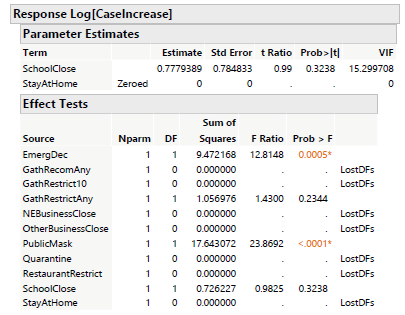 Response Log[CaseIncrease]
Parameter Estimates
Term Estimate Std Error t Ratio Prob>|t| VIF
SchoolClose 0.7779389 0.784833 0.99 0.3238 15.299708
StayAtHome Zeroed 0 0 . . 0
Effect Tests
Sum of
Source Nparm DF Squares F Ratio Prob > F
EmergDec 1 1 9.472168 12.8148 0.0005*
GathRecomAny 1 0 0.000000 . . LostDFs
GathRestrict10 1 0 0.000000 . . LostDFs
GathRestrictAny 1 1 1.056976 1.4300 0.2344
NEBusinessClose 1 0 0.000000 . . LostDFs
OtherBusinessClose 1 0 0.000000 . . LostDFs
PublicMask 1 1 17.643072 23.8692 <.0001*
Quarantine 1 0 0.000000 . . LostDFs
RestaurantRestrict 1 0 0.000000 . . LostDFs
SchoolClose 1 1 0.726227 0.9825 0.3238
StayAtHome 1 0 0.000000 . . LostDFs